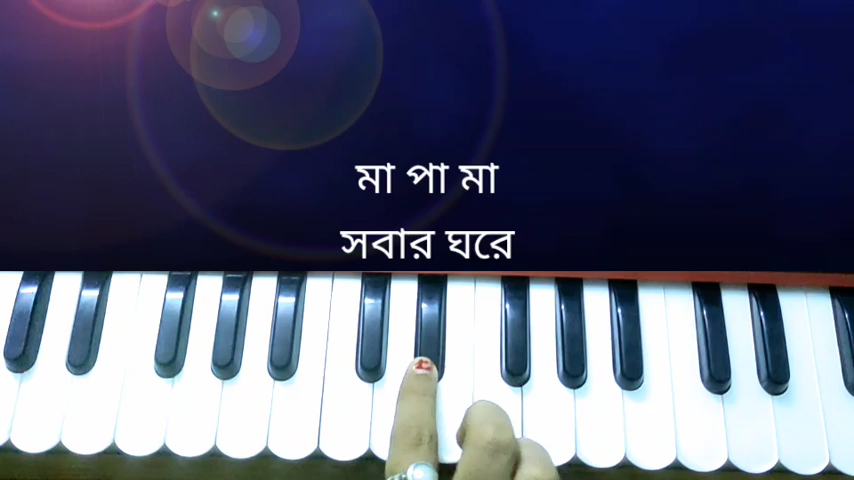 মা পা মা
সবার ঘরে